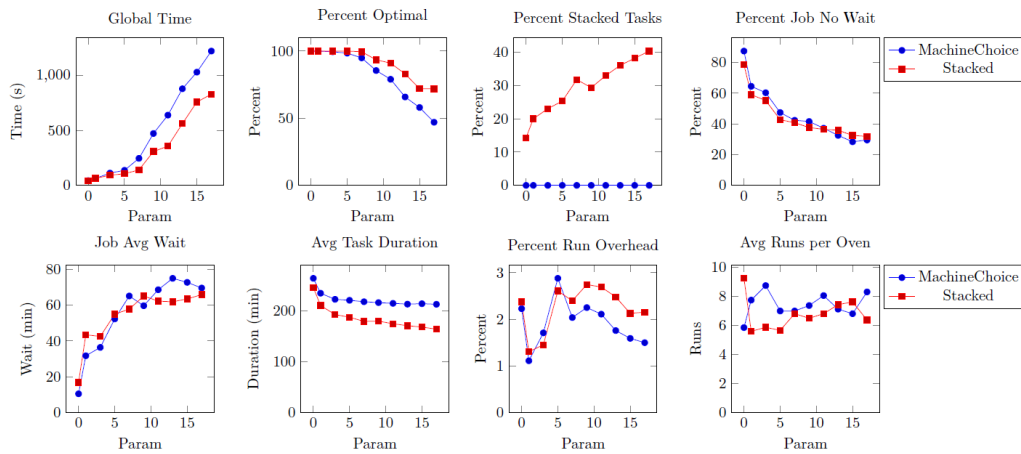 Global Time
Time (s)
1,000
500
0
0 5 10 15
Param
Percent Optimal
Percent
100
50
0
0 5 10 15
Param
Percent Stacked Tasks
Percent
40
30
20
10
0
0 5 10 15
Param
Percent Job No Wait
Percent
80
60
40
20
0
0 5 10 15
Param
MachineChoice
Stacked
Job Avg Wait
Wait (min)
80
60
40
20
0
0 5 10 15
Param
Avg Task Duration
Duration (min)
200
100
0
0 5 10 15
Param
Percent Run Overhead
Percent
3
2
1
0
0 5 10 15
Param
Avg Runs per Oven
Runs
10
8
6
4
2
0
0 5 10 15
Param
MachineChoice
Stacked